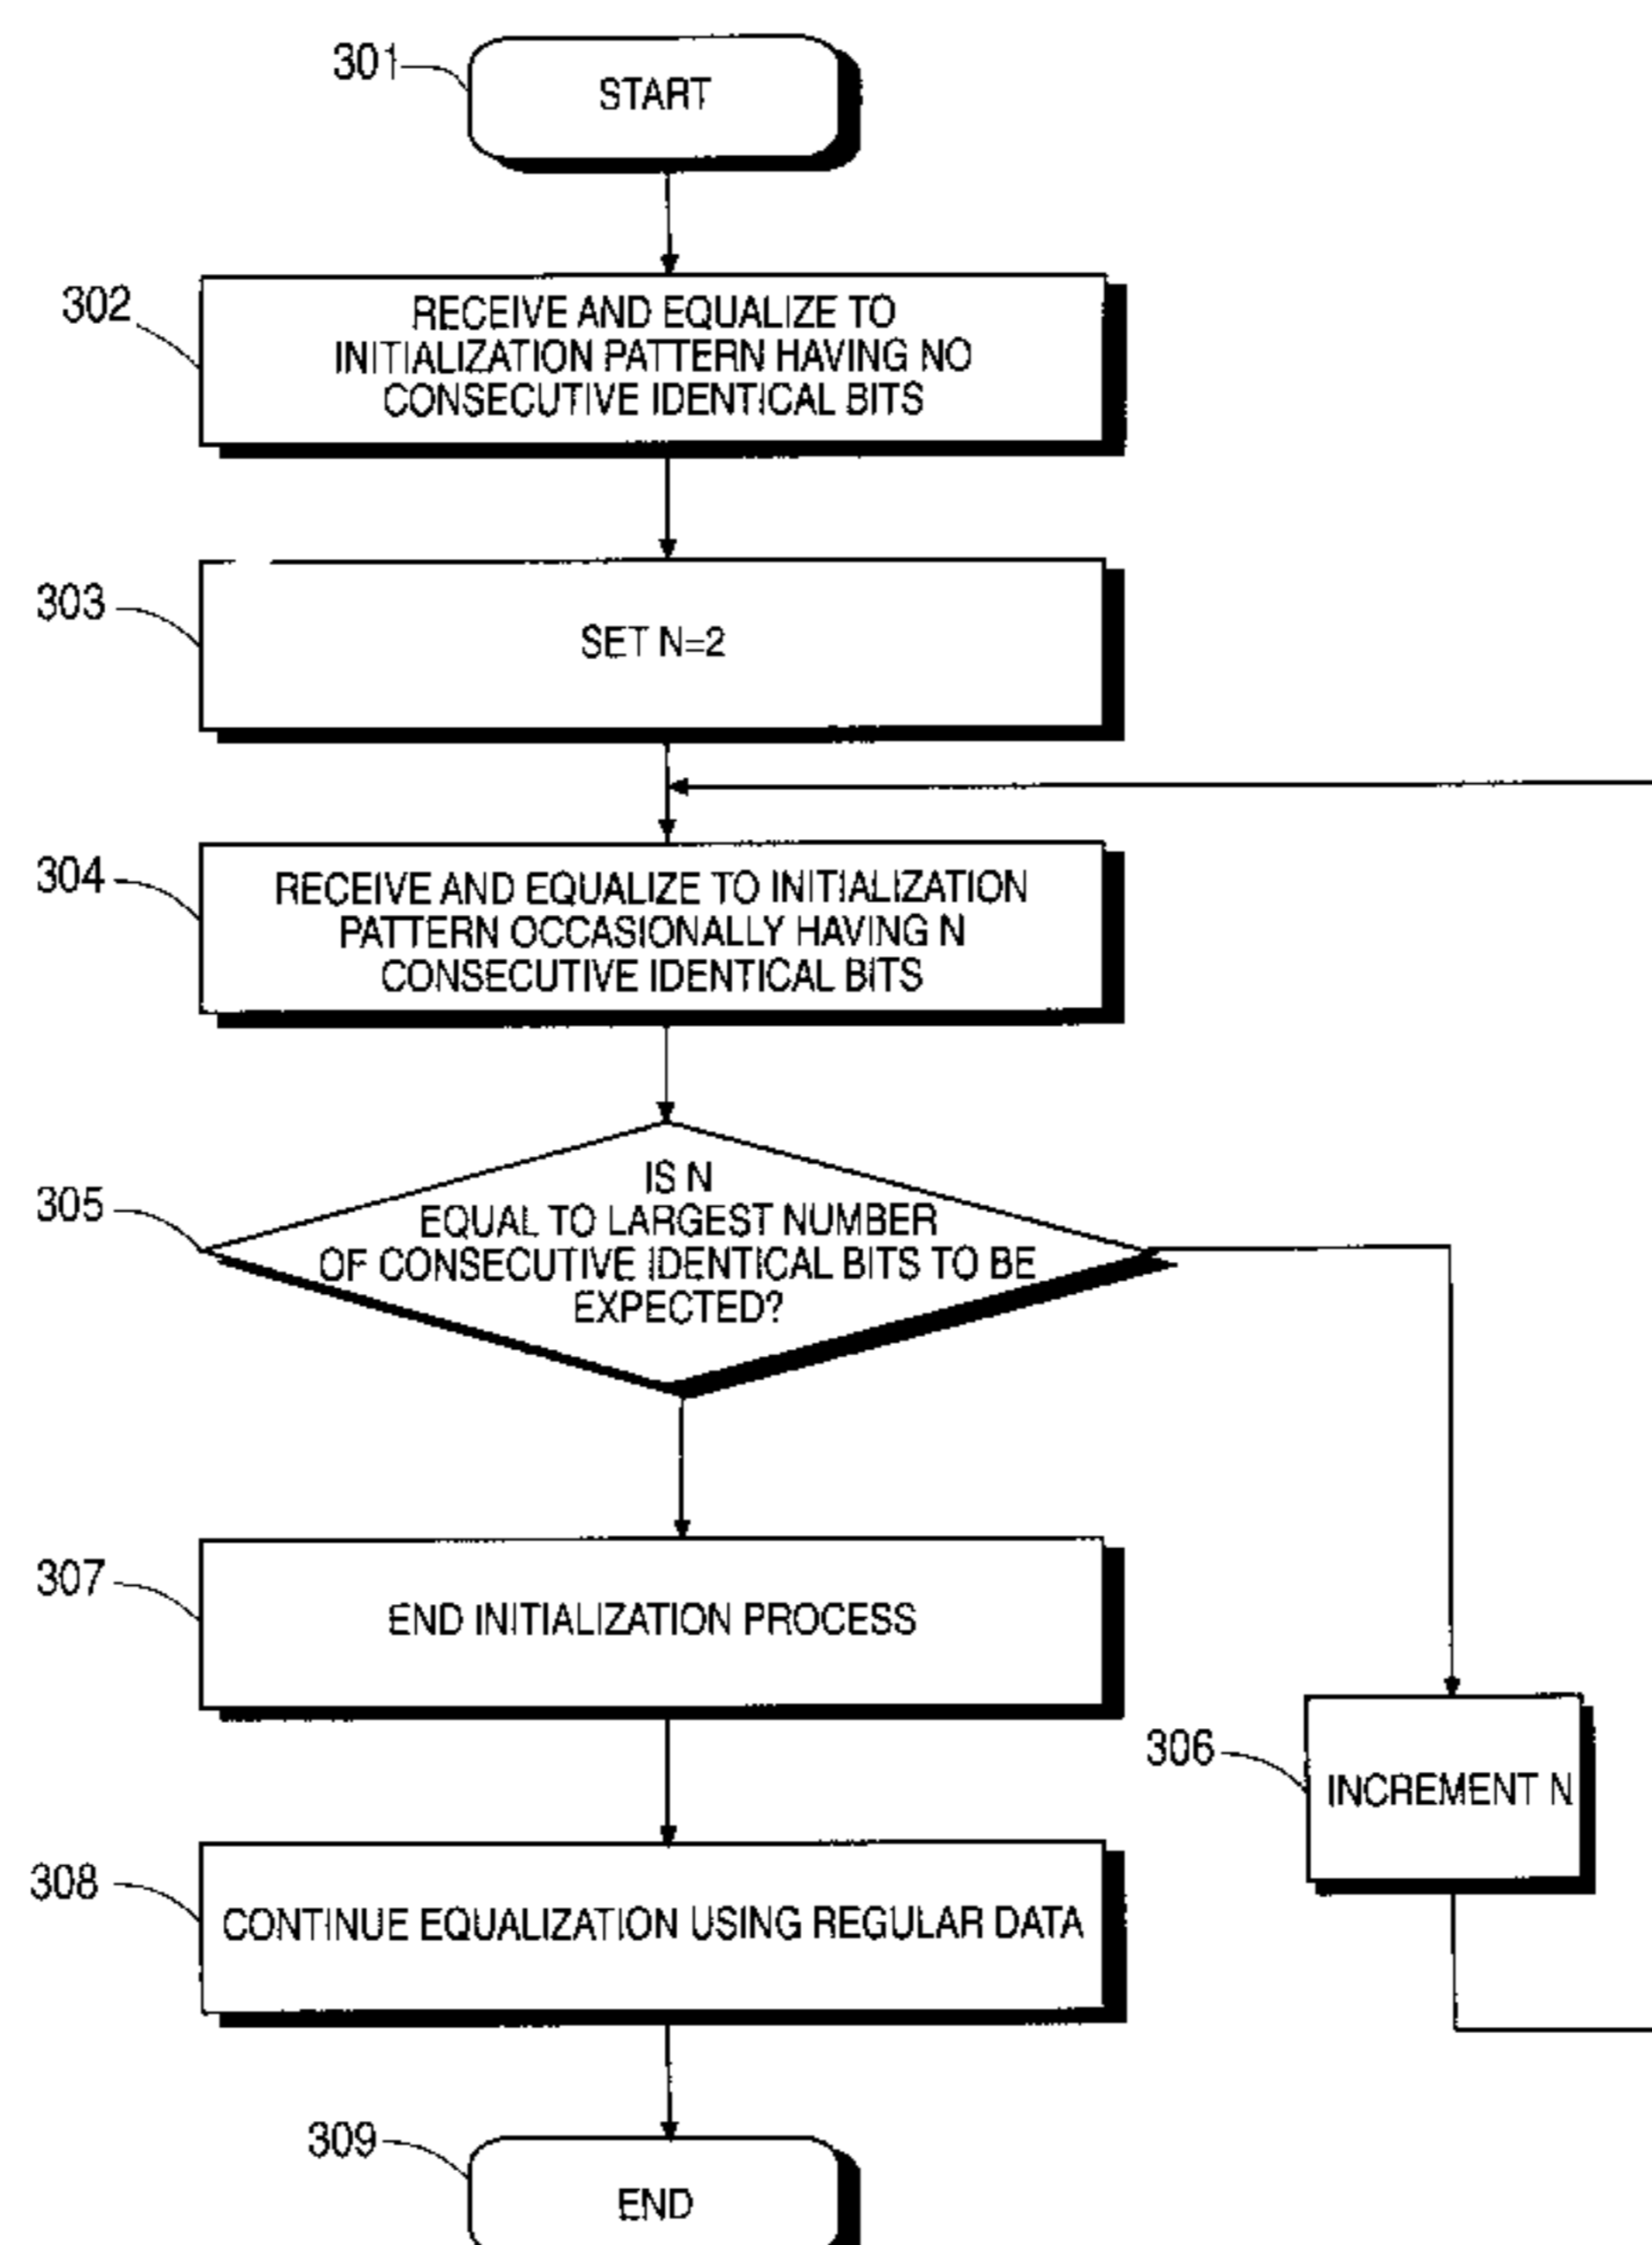 301
START
302
RECEIVE AND EQUALIZE TO
INITIALIZATION PATTERN HAVING NO
CONSECUTIVE IDENTICAL BITS
303
SET N=2
304
RECEIVE AND EQUALIZE TO INITIALIZATION
PATTERN OCCASIONALLY HAVING N
CONSECUTIVE IDENTICAL BITS
305
IS N
EQUAL TO LARGEST NUMBER
OF CONSECUTIVE IDENTICAL BITS TO BE
EXPECTED?
307
END INITIALIZATION PROCESS
306
INCREMENT N
308
CONTINUE EQUALIZATION USING REGULAR DATA
309
END